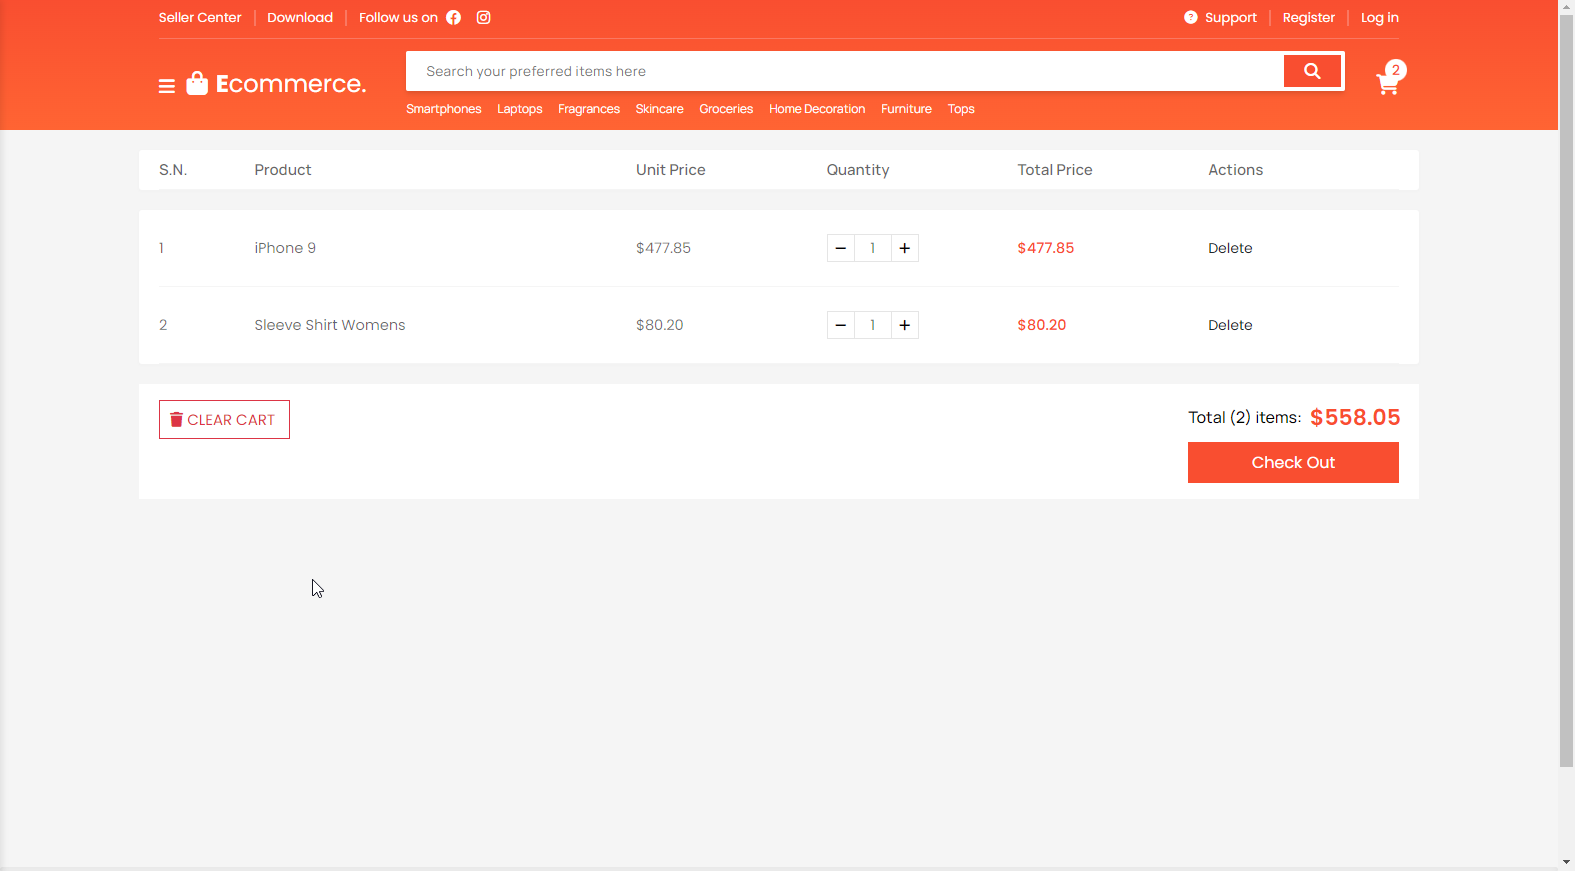 Seller Center Download Follow us on Support Register Log in
Ecommerce. Search your preferred items here 2
Smartphones Laptops Fragrances Skincare Groceries Home Decoration Furniture Tops
S.N. Product Unit Price Quantity Total Price Actions
1 iPhone 9 $477.85 − 1 + $477.85 Delete
2 Sleeve Shirt Womens $80.20 − 1 + $80.20 Delete
CLEAR CART Total (2) items: $558.05
Check Out